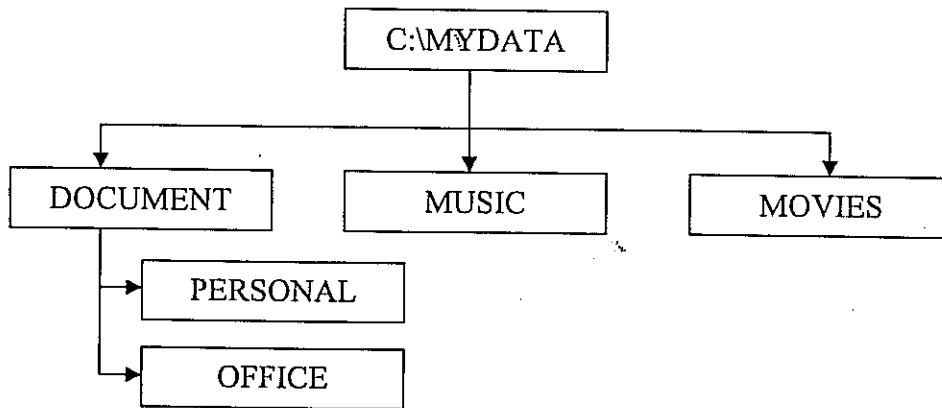 C:\MYDATA
DOCUMENT
MUSIC
MOVIES
PERSONAL
OFFICE